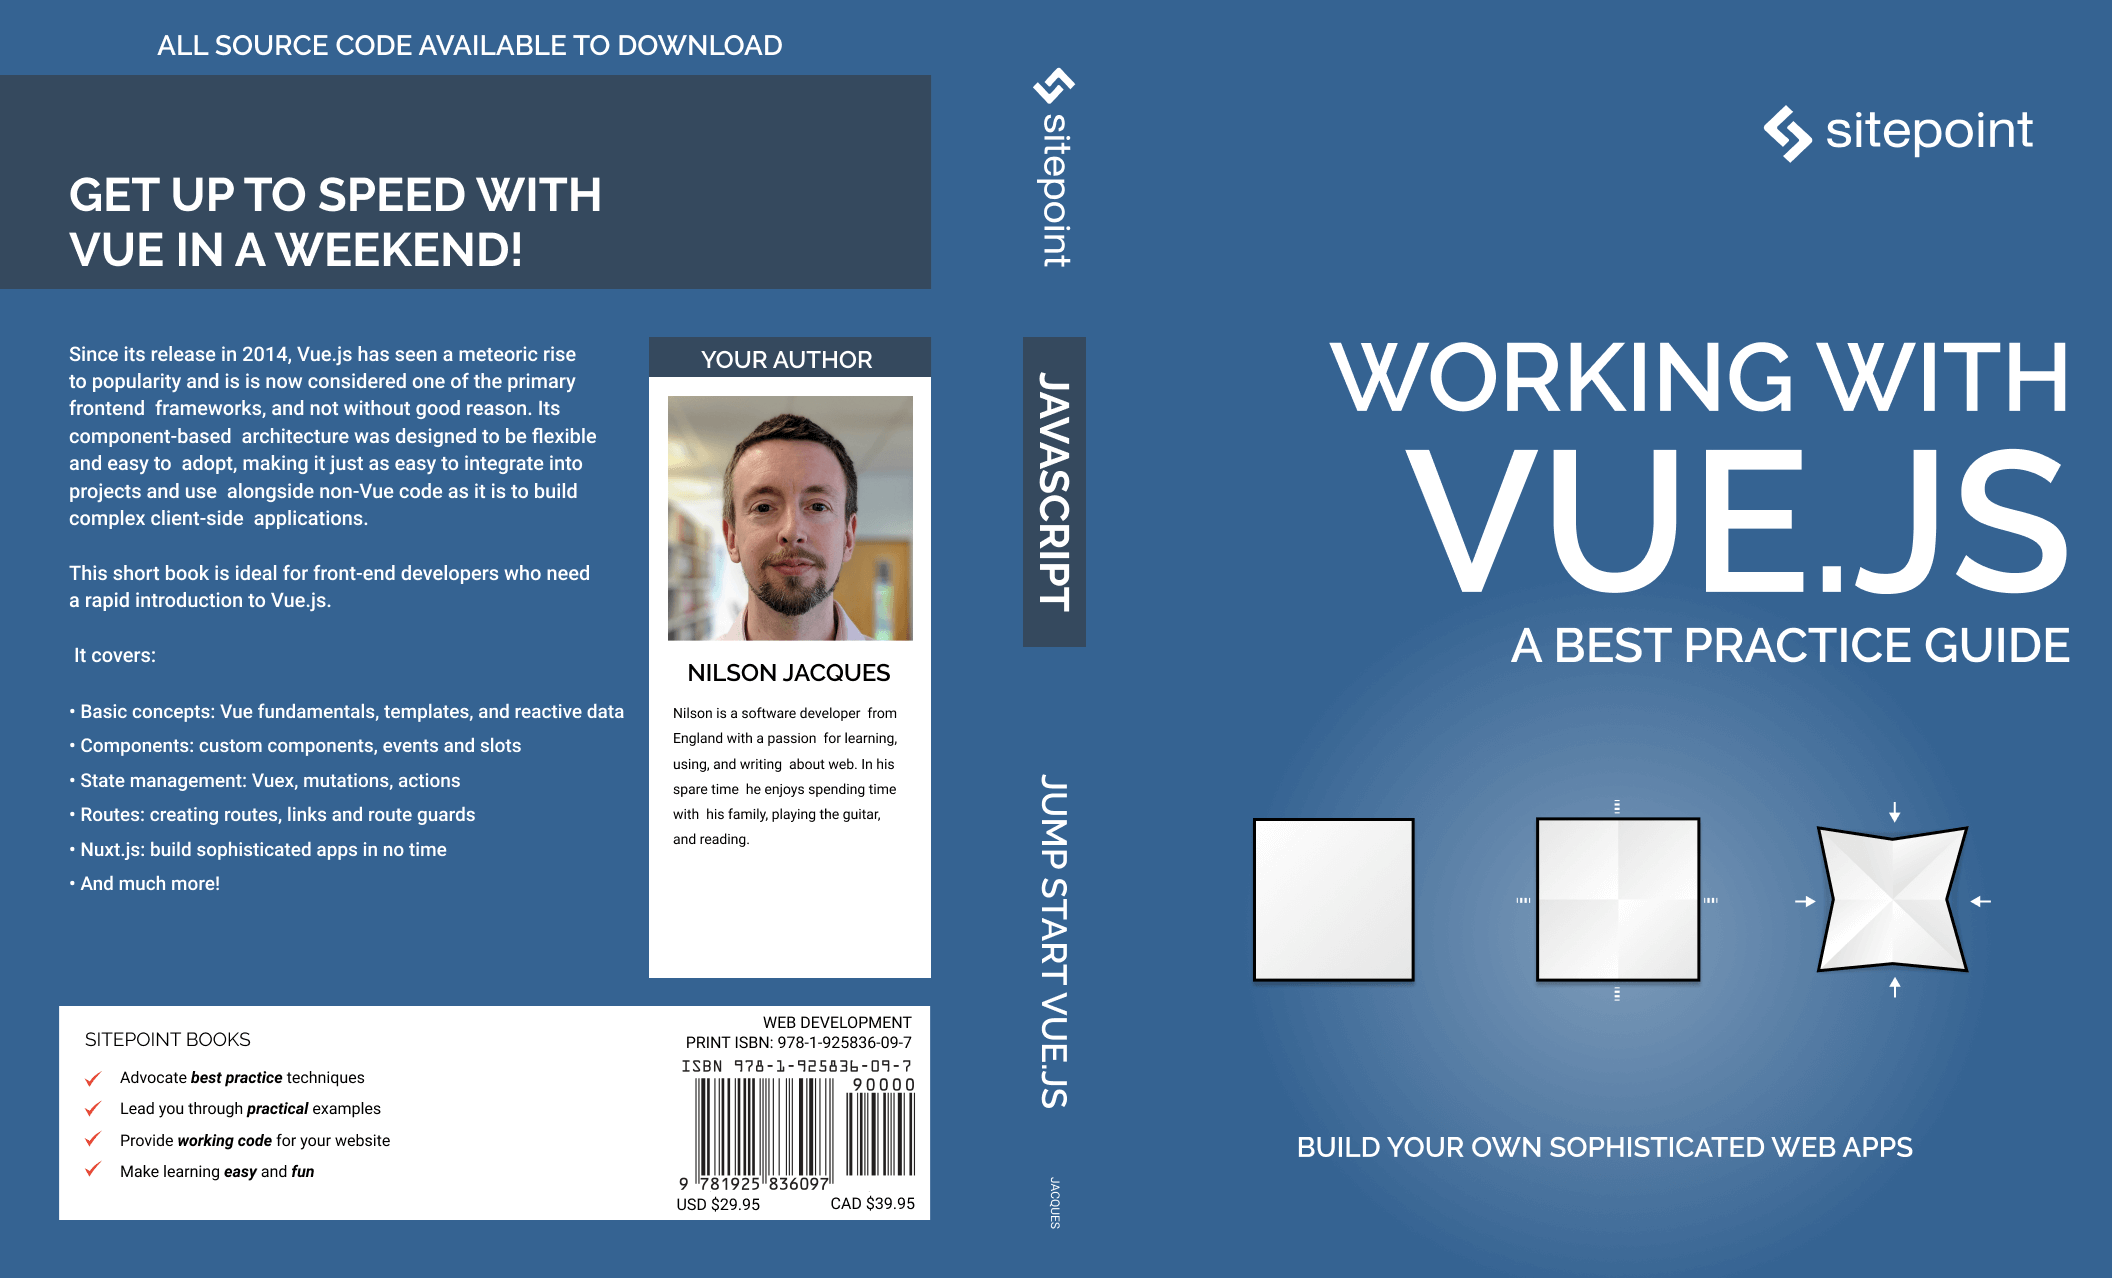 ALL SOURCE CODE AVAILABLE TO DOWNLOAD
GET UP TO SPEED WITH
VUE IN A WEEKEND!
Since its release in 2014, Vue.js has seen a meteoric rise
to popularity and is is now considered one of the primary
frontend frameworks, and not without good reason. Its
component-based architecture was designed to be flexible
and easy to adopt, making it just as easy to integrate into
projects and use alongside non-Vue code as it is to build
complex client-side applications.
This short book is ideal for front-end developers who need
a rapid introduction to Vue.js.
It covers:
• Basic concepts: Vue fundamentals, templates, and reactive data
• Components: custom components, events and slots
• State management: Vuex, mutations, actions
• Routes: creating routes, links and route guards
• Nuxt.js: build sophisticated apps in no time
• And much more!
YOUR AUTHOR
NILSON JACQUES
Nilson is a software developer from
England with a passion for learning,
using, and writing about web. In his
spare time he enjoys spending time
with his family, playing the guitar,
and reading.
SITEPOINT BOOKS
Advocate best practice techniques
Lead you through practical examples
Provide working code for your website
Make learning easy and fun
WEB DEVELOPMENT
PRINT ISBN: 978-1-925836-09-7
ISBN 978-1-925836-09-7
90000
9 781925 836097
USD $29.95
CAD $39.95
sitepoint
JAVASCRIPT
JUMP START VUE.JS
JACQUES
sitepoint
WORKING WITH
VUE.JS
A BEST PRACTICE GUIDE
BUILD YOUR OWN SOPHISTICATED WEB APPS